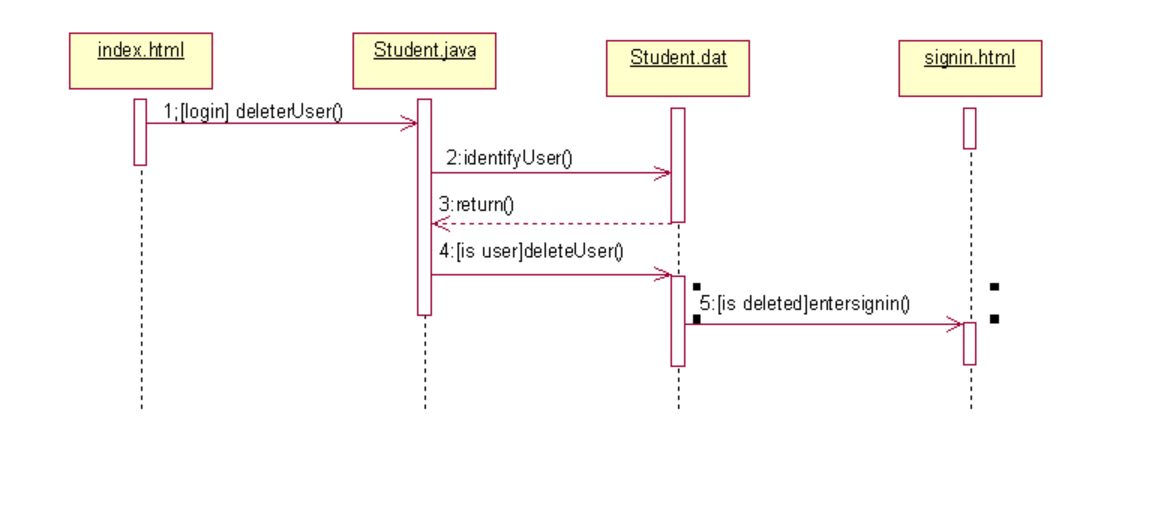 index.html
Student.java
Student.dat
signin.html
1;[login] deleterUser()
2:identifyUser()
3:return()
4:[is user]deleteUser()
5:[is deleted]entersignin()